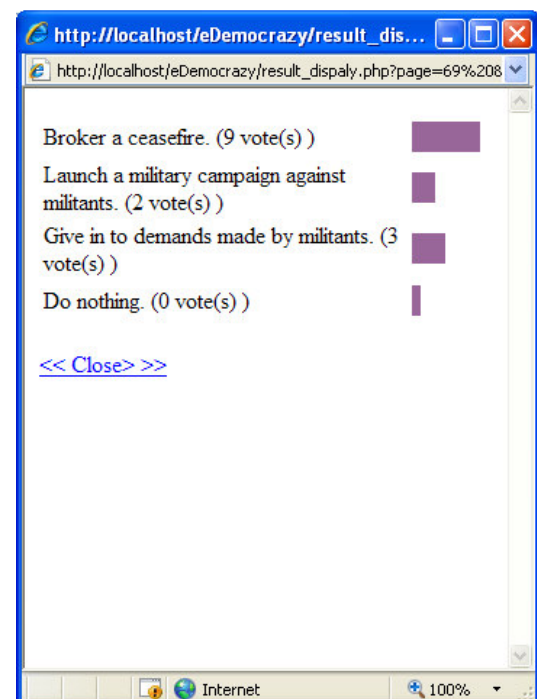 http://localhost/eDemocrazy/result_dis...
http://localhost/eDemocrazy/result_dispaly.php?page=69%208
Broker a ceasefire. (9 vote(s) )
Launch a military campaign against
militants. (2 vote(s) )
Give in to demands made by militants. (3
vote(s) )
Do nothing. (0 vote(s) )
<< Close> >>
Internet
100%